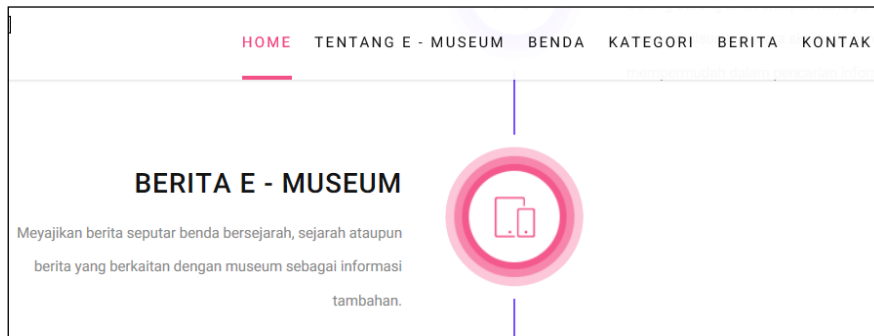 HOME TENTANG E - MUSEUM BENDA KATEGORI BERITA KONTAK
BERITA E - MUSEUM
Meyajikan berita seputar benda bersejarah, sejarah ataupun
berita yang berkaitan dengan museum sebagai informasi
tambahan.